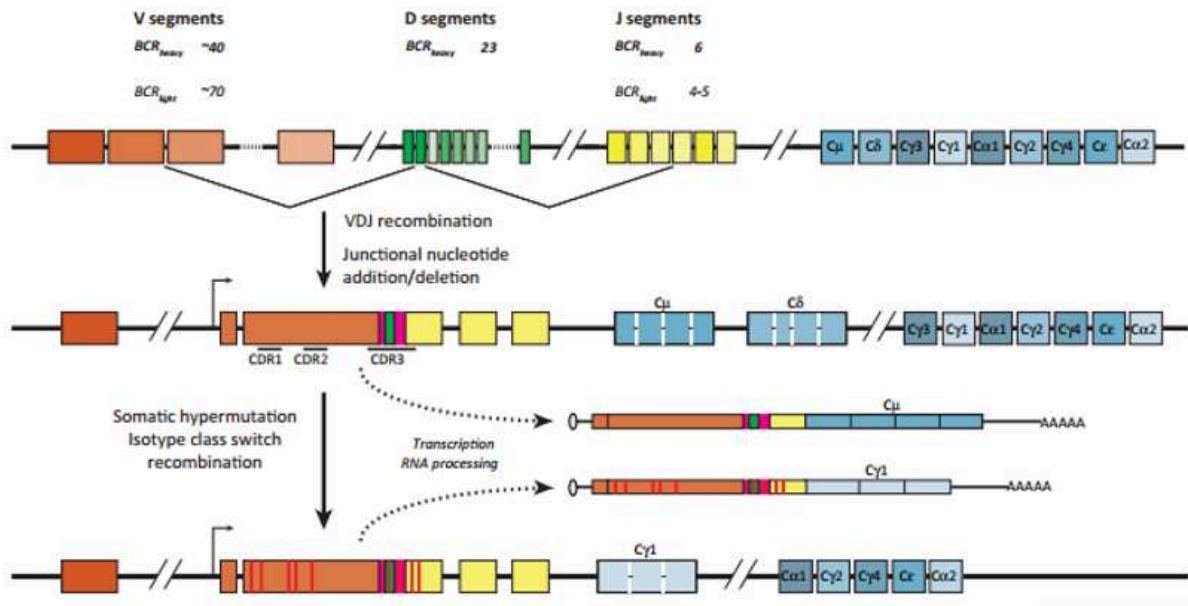 V segments D segments J segments
BCRheavy ~40 BCRheavy 23 BCRheavy 6
BCRlight ~70 BCRlight 4-5
Cμ Cδ Cγ3 Cγ1 Cα1 Cγ2 Cγ4 Cε Cα2
VDJ recombination
Junctional nucleotide
addition/deletion
Cμ Cδ
Cγ3 Cγ1 Cα1 Cγ2 Cγ4 Cε Cα2
CDR1 CDR2 CDR3
Somatic hypermutation
Isotype class switch
recombination
Transcription
RNA processing
Cμ
AAAAA
Cγ1
AAAAA
Cγ1
Cα1 Cγ2 Cγ4 Cε Cα2